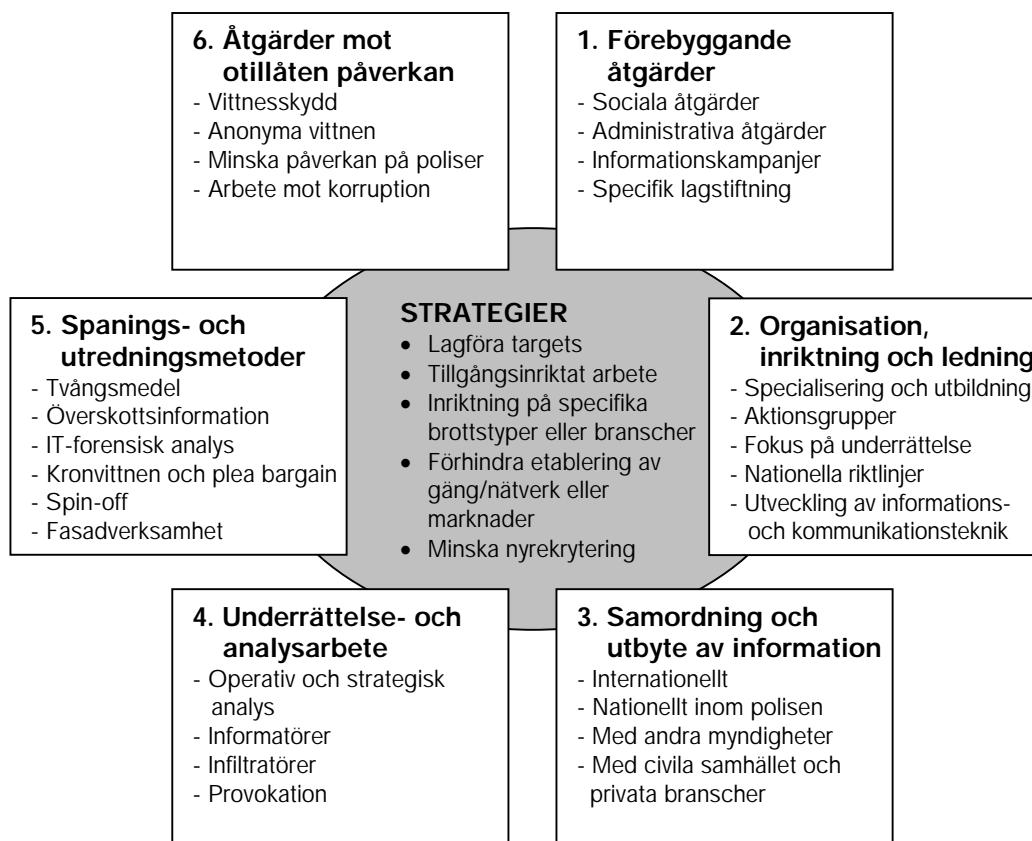 6. Åtgärder mot
otillåten påverkan
- Vittnesskydd
- Anonyma vittnen
- Minska påverkan på poliser
- Arbete mot korruption
1. Förebyggande
åtgärder
- Sociala åtgärder
- Administrativa åtgärder
- Informationskampanjer
- Specifik lagstiftning
5. Spanings- och
utredningsmetoder
- Tvångsmedel
- Överskottsinformation
- IT-forensisk analys
- Kronvittnen och plea bargain
- Spin-off
- Fasadverksamhet
STRATEGIER
• Lagföra targets
• Tillgångsinriktat arbete
• Inriktning på specifika
brottstyper eller branscher
• Förhindra etablering av
gäng/nätverk eller
marknader
• Minska nyrekrytering
2. Organisation,
inriktning och ledning
- Specialisering och utbildning
- Aktionsgrupper
- Fokus på underrättelse
- Nationella riktlinjer
- Utveckling av informations-
och kommunikationsteknik
4. Underrättelse- och
analysarbete
- Operativ och strategisk
analys
- Informatörer
- Infiltratörer
- Provokation
3. Samordning och
utbyte av information
- Internationellt
- Nationellt inom polisen
- Med andra myndigheter
- Med civila samhället och
privata branscher